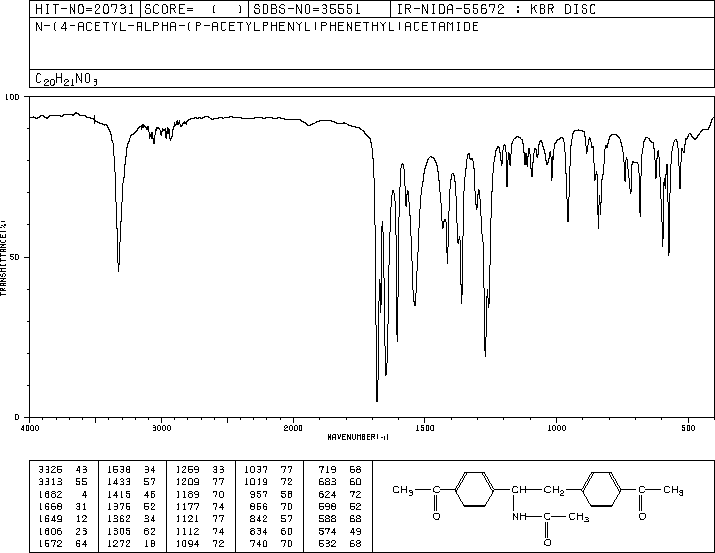 HIT-NO=20731 SCORE= ( ) SDBS-NO=35551 IR-NIDA-55672 : KBR DISC
N-(4-ACETYL-ALPHA-(P-ACETYLPHENYL)PHENETHYL)ACETAMIDE
C20H21NO3
100
50
0
TRANSMITTANCE(%)
4000 3000 2000 1500 1000 500
WAVENUMBER(-1)
3325 43 1538 34 1259 33 1037 77 719 68
3313 55 1433 57 1209 77 1019 72 683 60
1682 4 1415 46 1189 70 957 58 624 72
1668 31 1376 52 1177 74 866 70 598 52
1649 12 1362 34 1121 77 842 57 588 68
1606 23 1305 62 1112 74 834 60 574 49
1572 64 1272 18 1094 72 740 70 532 68
CH3 C CH CH2 C CH3
O NH C CH3 O
O